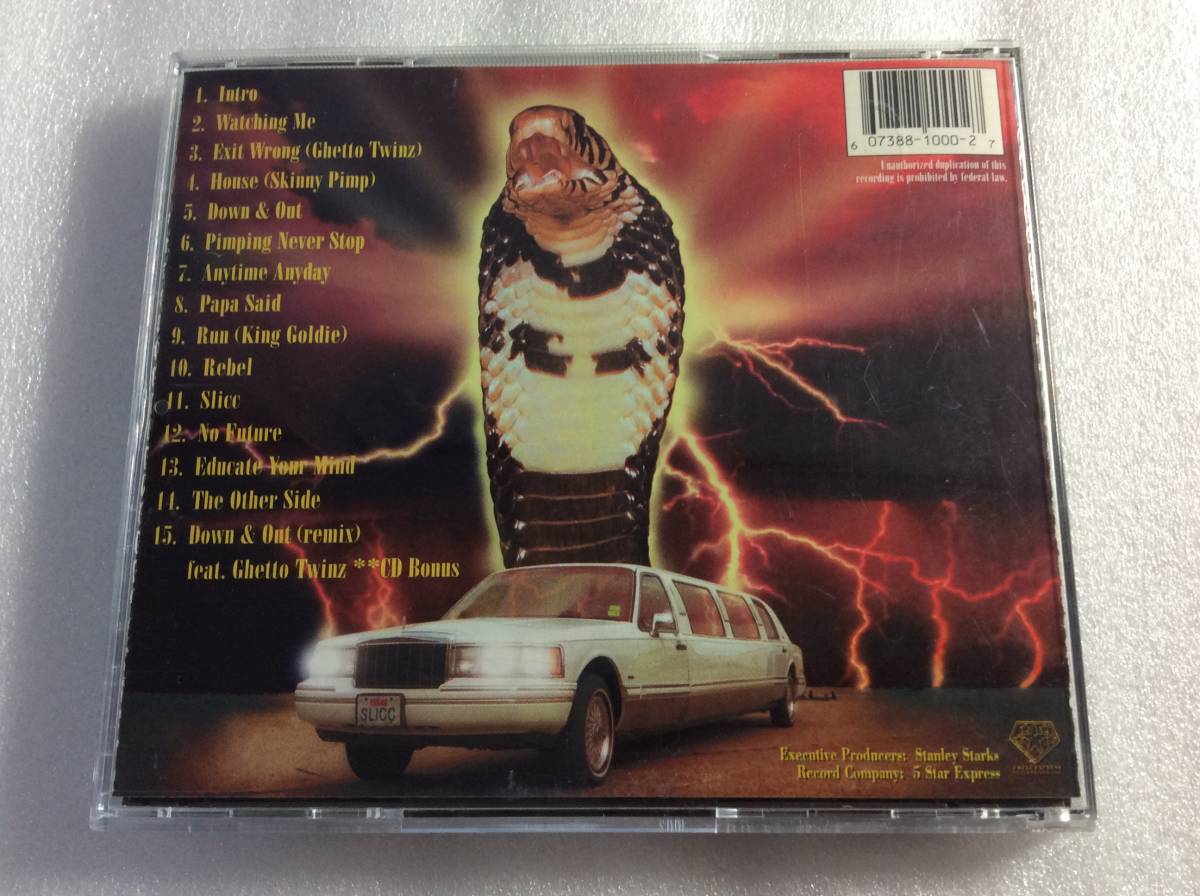 1. Intro
2. Watching Me
3. Exit Wrong (Ghetto Twinz)
4. House (Skinny Pimp)
5. Down & Out
6. Pimping Never Stop
7. Anytime Anyday
8. Papa Said
9. Run (King Goldie)
10. Rebel
11. Slicc
12. No Future
13. Educate Your Mind
14. The Other Side
15. Down & Out (remix)
feat. Ghetto Twinz **CD Bonus
6 07388-1000-2 7
Unauthorized duplication of this
recording is prohibited by federal law.
TEXAS
SLICC
Executive Producers: Stanley Starks
Record Company: 5 Star Express